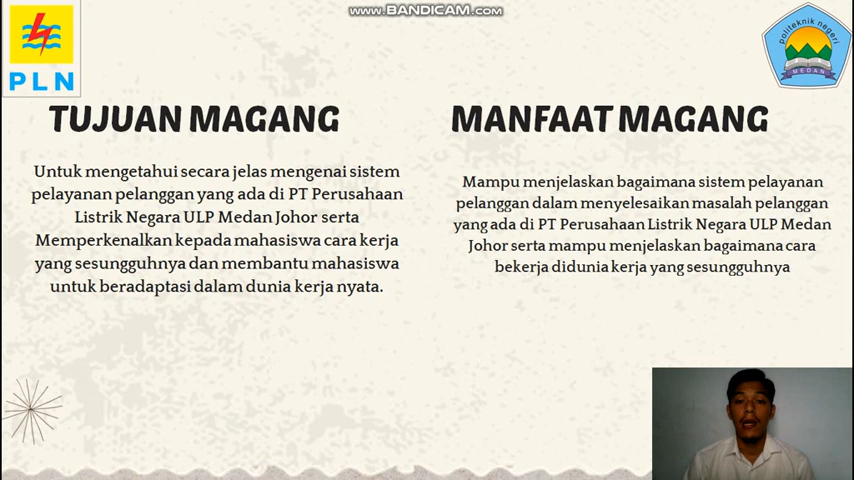 www.BANDICAM.com
PLN
politeknik negeri
MEDAN
TUJUAN MAGANG
Untuk mengetahui secara jelas mengenai sistem
pelayanan pelanggan yang ada di PT Perusahaan
Listrik Negara ULP Medan Johor serta
Memperkenalkan kepada mahasiswa cara kerja
yang sesungguhnya dan membantu mahasiswa
untuk beradaptasi dalam dunia kerja nyata.
MANFAAT MAGANG
Mampu menjelaskan bagaimana sistem pelayanan
pelanggan dalam menyelesaikan masalah pelanggan
yang ada di PT Perusahaan Listrik Negara ULP Medan
Johor serta mampu menjelaskan bagaimana cara
bekerja didunia kerja yang sesungguhnya